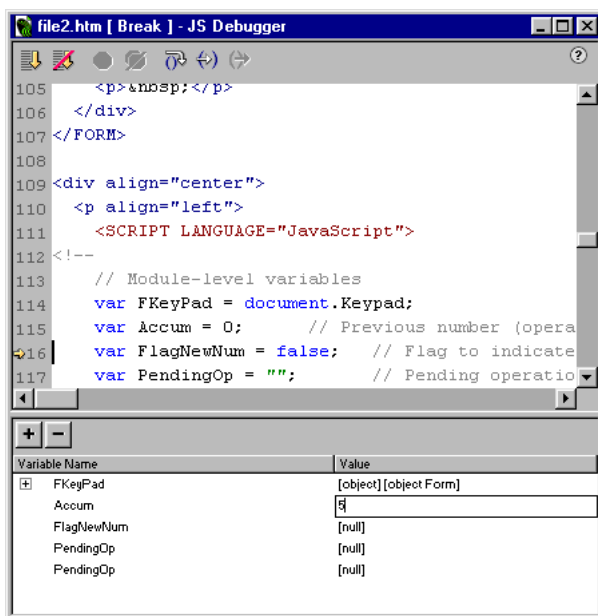 file2.htm [ Break ] - JS Debugger
105 <p>&nbsp;</p>
106 </div>
107 </FORM>
108
109 <div align="center">
110 <p align="left">
111 <SCRIPT LANGUAGE="JavaScript">
112 <!--
113 // Module-level variables
114 var FKeyPad = document.Keypad;
115 var Accum = 0; // Previous number (opera
16 var FlagNewNum = false; // Flag to indicate
117 var PendingOp = ""; // Pending operatio
Variable Name Value
FKeyPad [object] [object Form]
Accum 5
FlagNewNum [null]
PendingOp [null]
PendingOp [null]